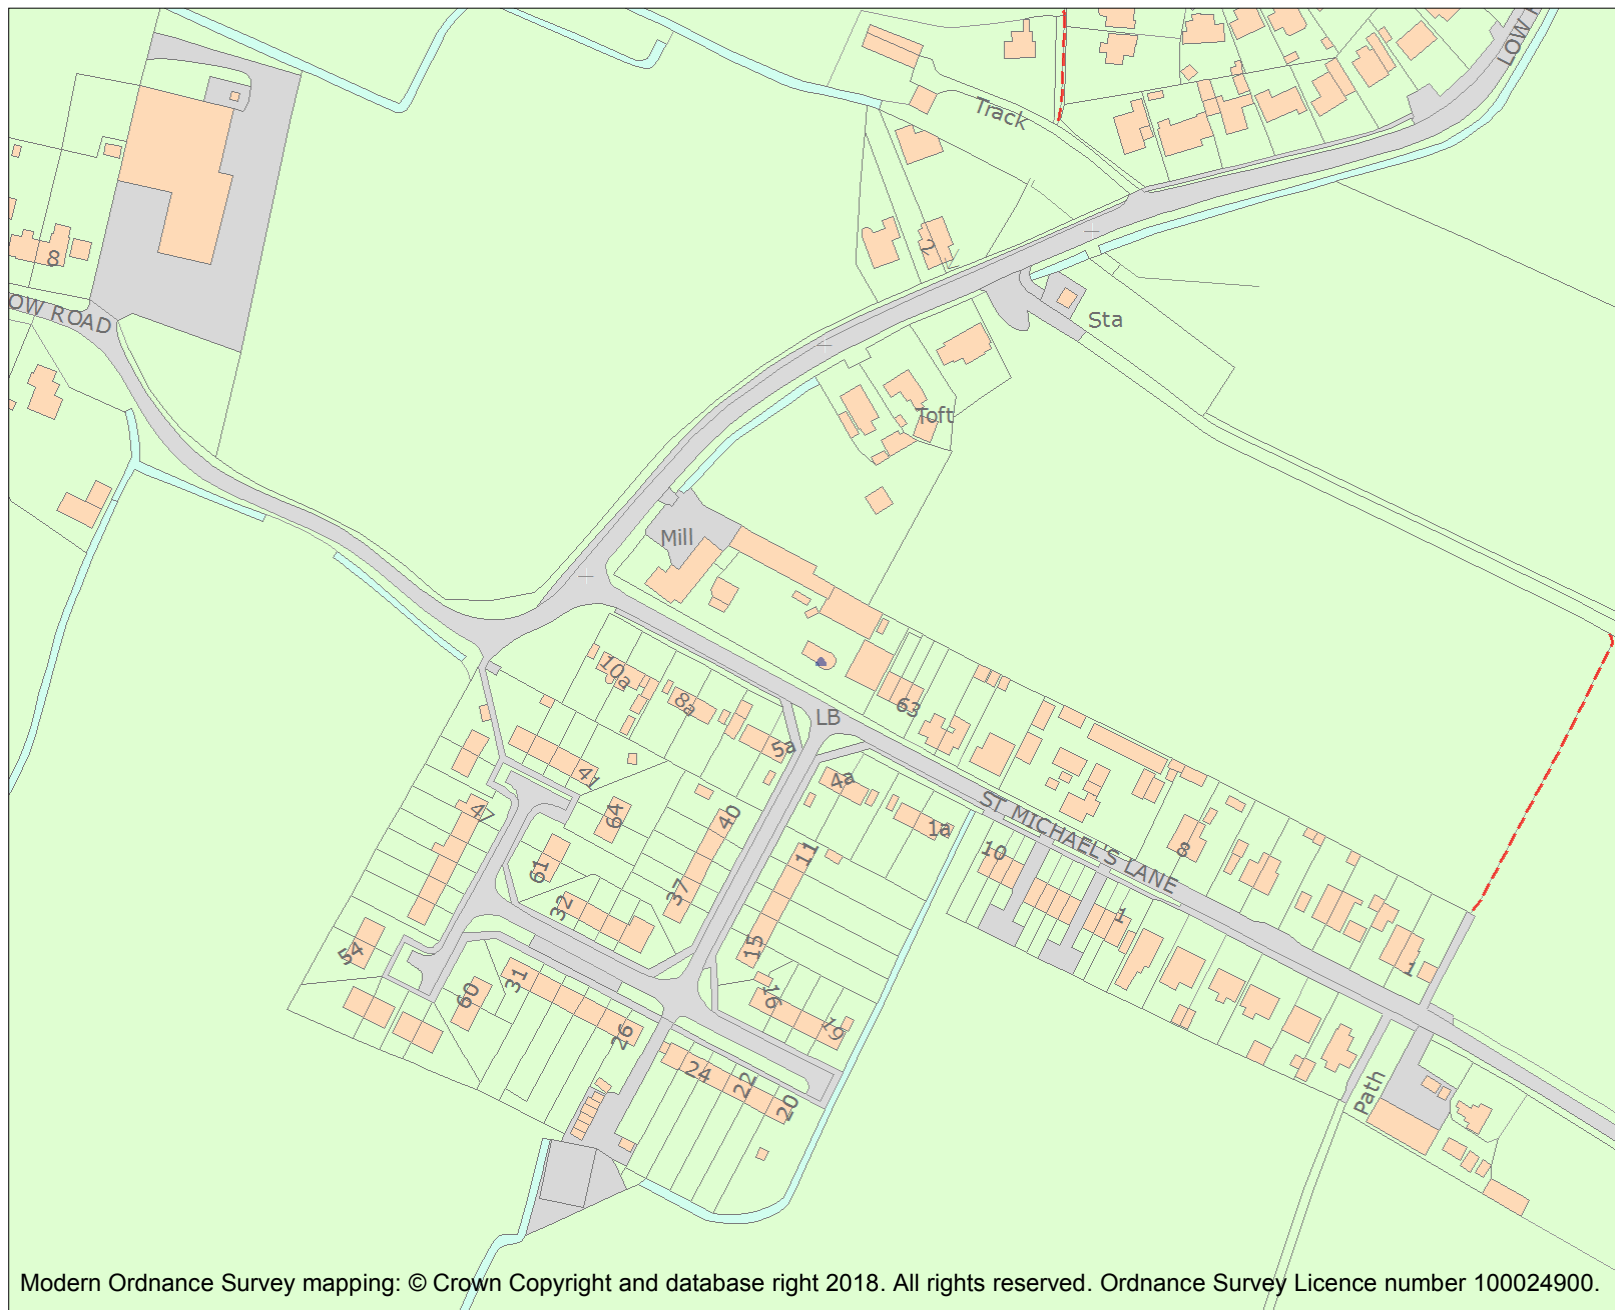 LOW R
Track
2
8
OW ROAD
Sta
Toft
Mill
10a
8a
63
LB
5a
41
4a
ST MICHAEL'S LANE
1a
47
64
40
11
10
8
61
37
32
1
54
15
31
60
16
1
26
19
24
22
20
Path
Modern Ordnance Survey mapping: © Crown Copyright and database right 2018. All rights reserved. Ordnance Survey Licence number 100024900.